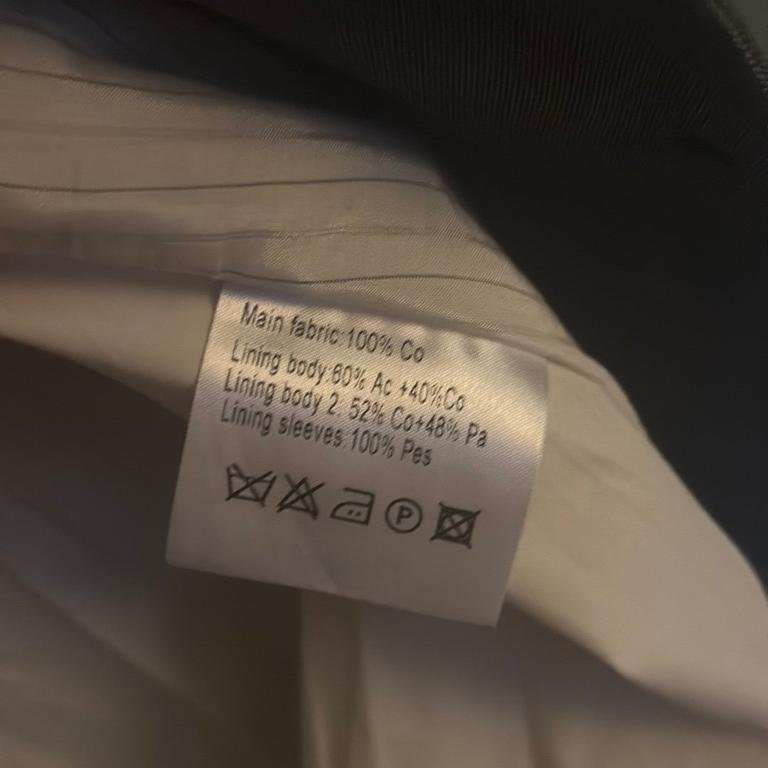 Main fabric:100% Co
Lining body:60% Ac +40%Co
Lining body 2: 52% Co+48% Pa
Lining sleeves:100% Pes
P